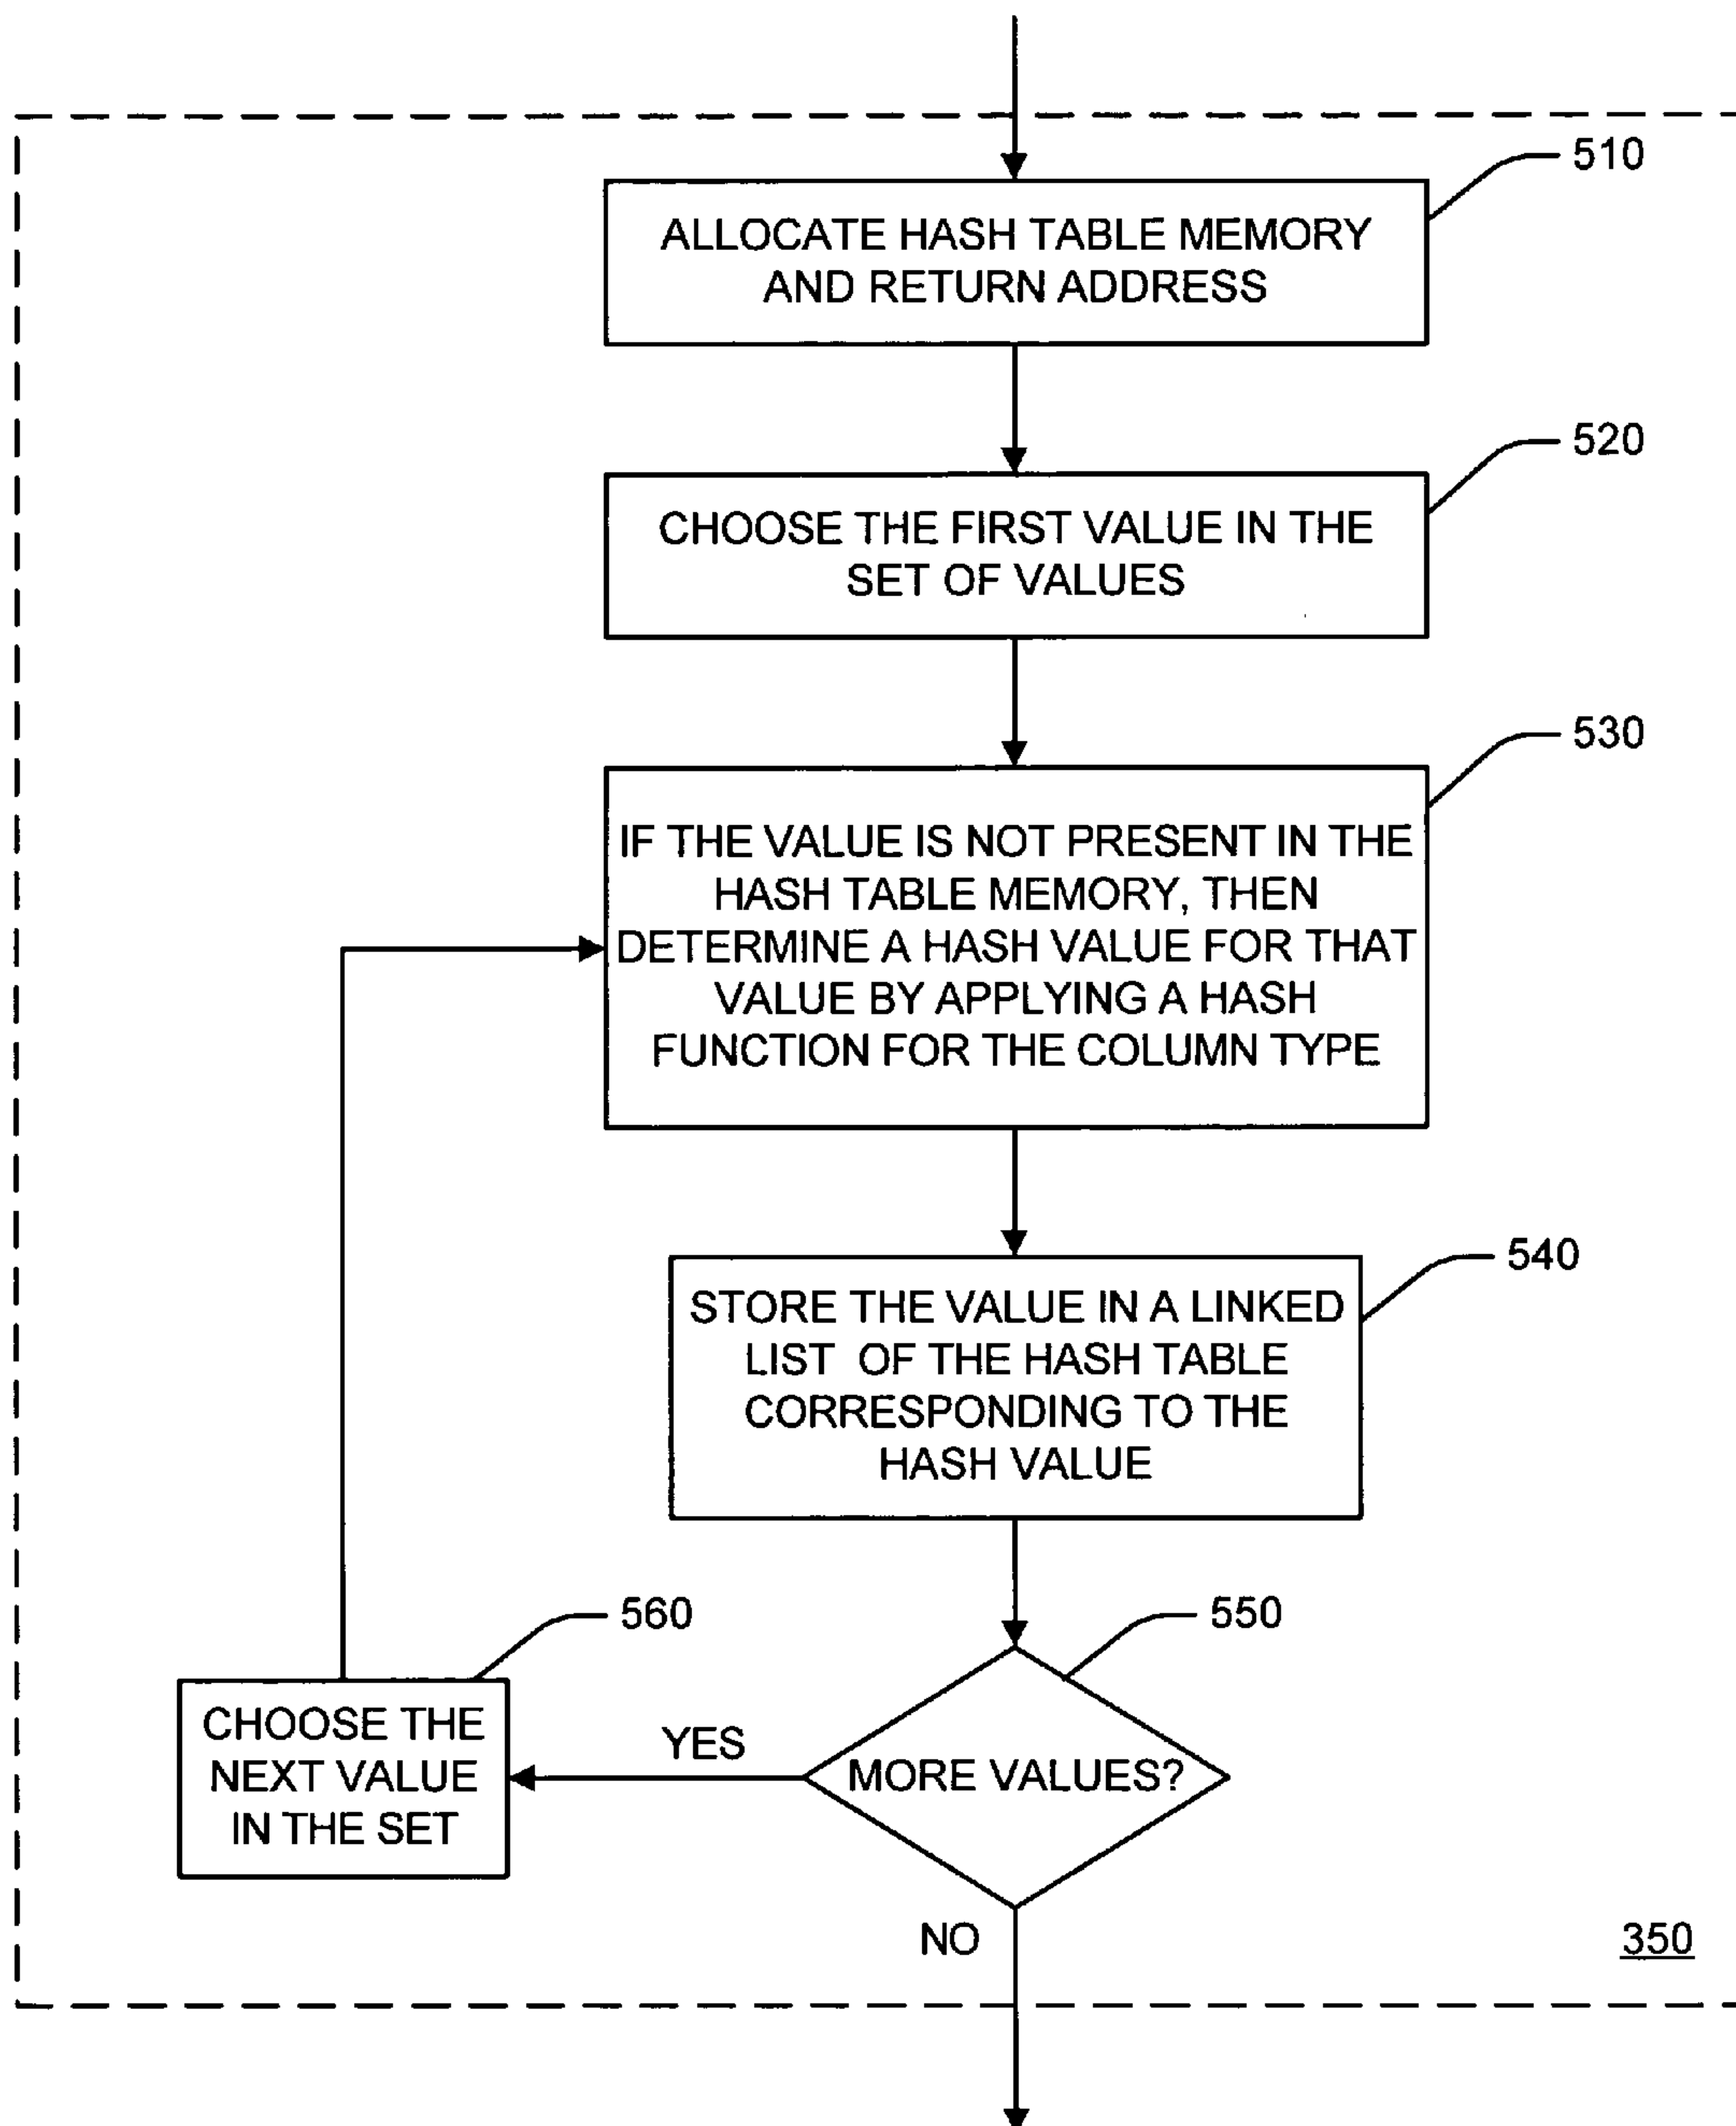 510
ALLOCATE HASH TABLE MEMORY
AND RETURN ADDRESS
520
CHOOSE THE FIRST VALUE IN THE
SET OF VALUES
530
IF THE VALUE IS NOT PRESENT IN THE
HASH TABLE MEMORY, THEN
DETERMINE A HASH VALUE FOR THAT
VALUE BY APPLYING A HASH
FUNCTION FOR THE COLUMN TYPE
540
STORE THE VALUE IN A LINKED
LIST OF THE HASH TABLE
CORRESPONDING TO THE
HASH VALUE
560
550
CHOOSE THE
NEXT VALUE
IN THE SET
YES
MORE VALUES?
NO
350